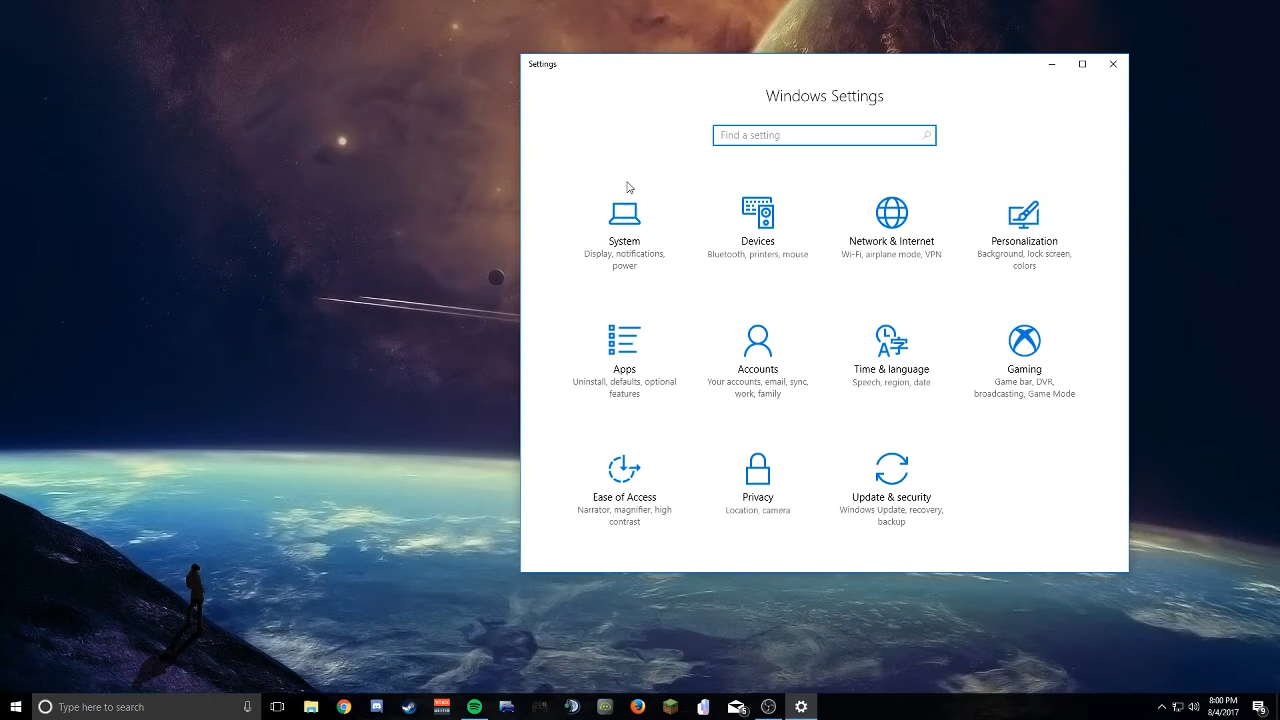 Settings
Windows Settings
Find a setting
System
Display, notifications,
power
Devices
Bluetooth, printers, mouse
Network & Internet
Wi-Fi, airplane mode, VPN
Personalization
Background, lock screen,
colors
Apps
Uninstall, defaults, optional
features
Accounts
Your accounts, email, sync,
work, family
Time & language
Speech, region, date
Gaming
Game bar, DVR,
broadcasting, Game Mode
Ease of Access
Narrator, magnifier, high
contrast
Privacy
Location, camera
Update & security
Windows Update, recovery,
backup
Type here to search
8:00 PM
8/4/2017